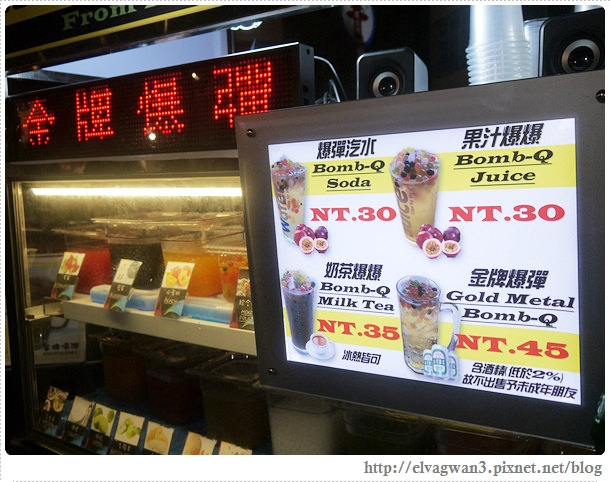 From
金牌爆彈
爆彈汽水
Bomb-Q
Soda
NT.30
果汁爆爆
Bomb-Q
Juice
NT.30
奶茶爆爆
Bomb-Q
Milk Tea
NT.35
冰熱皆可
金牌爆彈
Gold Metal
Bomb-Q
NT.45
含酒精(低於2%)
故不出售予未成年朋友
http://elvagwan3.pixnet.net/blog